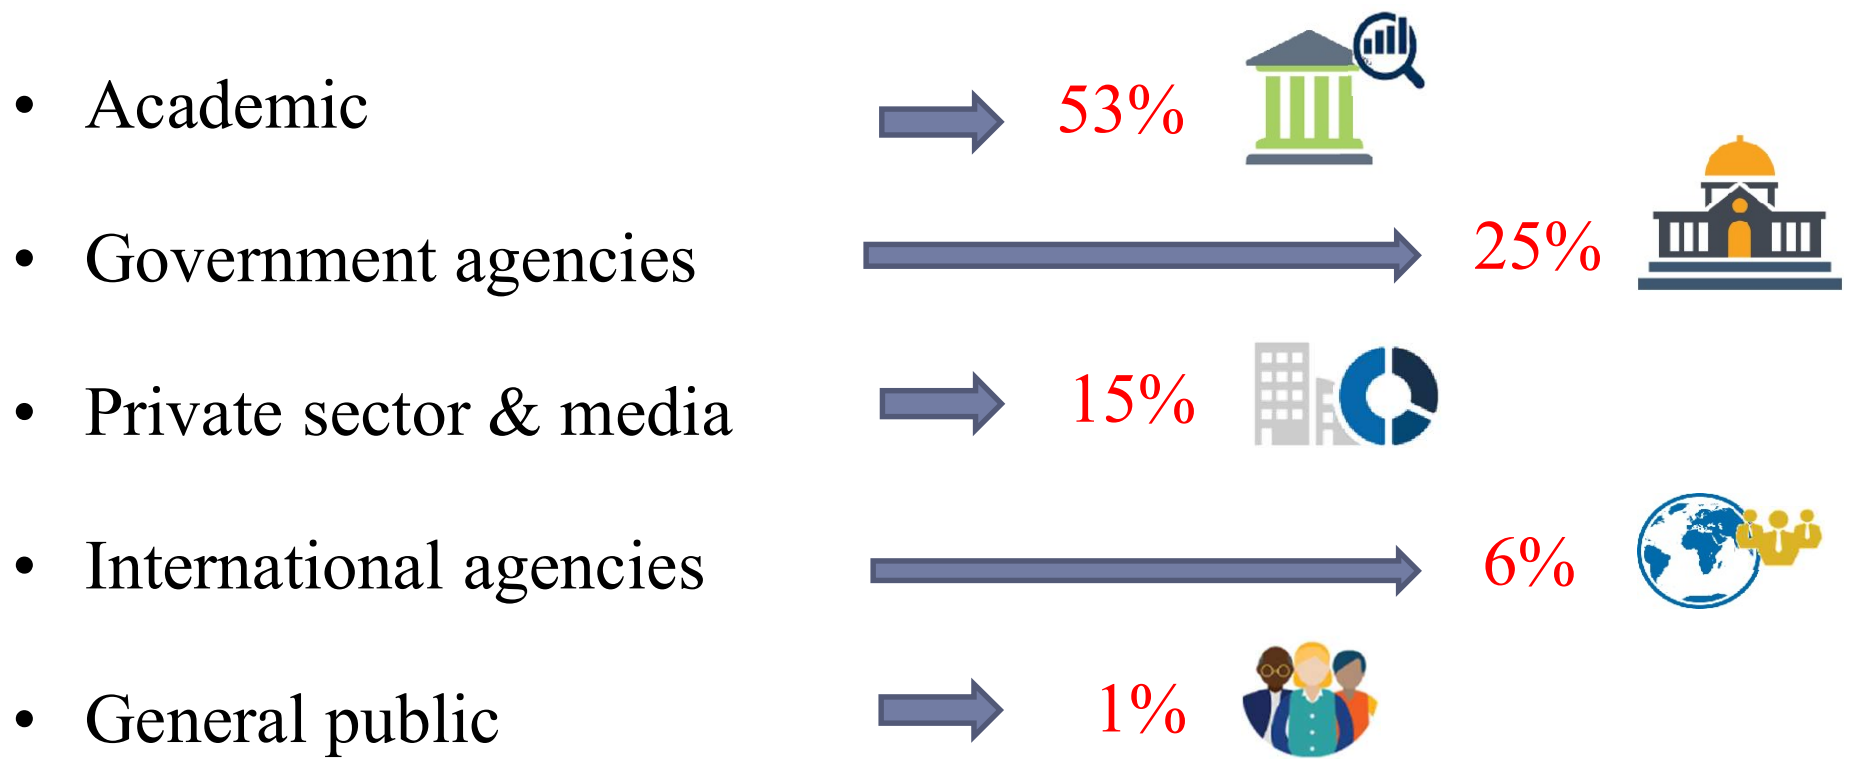 • Academic 53%
• Government agencies 25%
• Private sector & media 15%
• International agencies 6%
• General public 1%